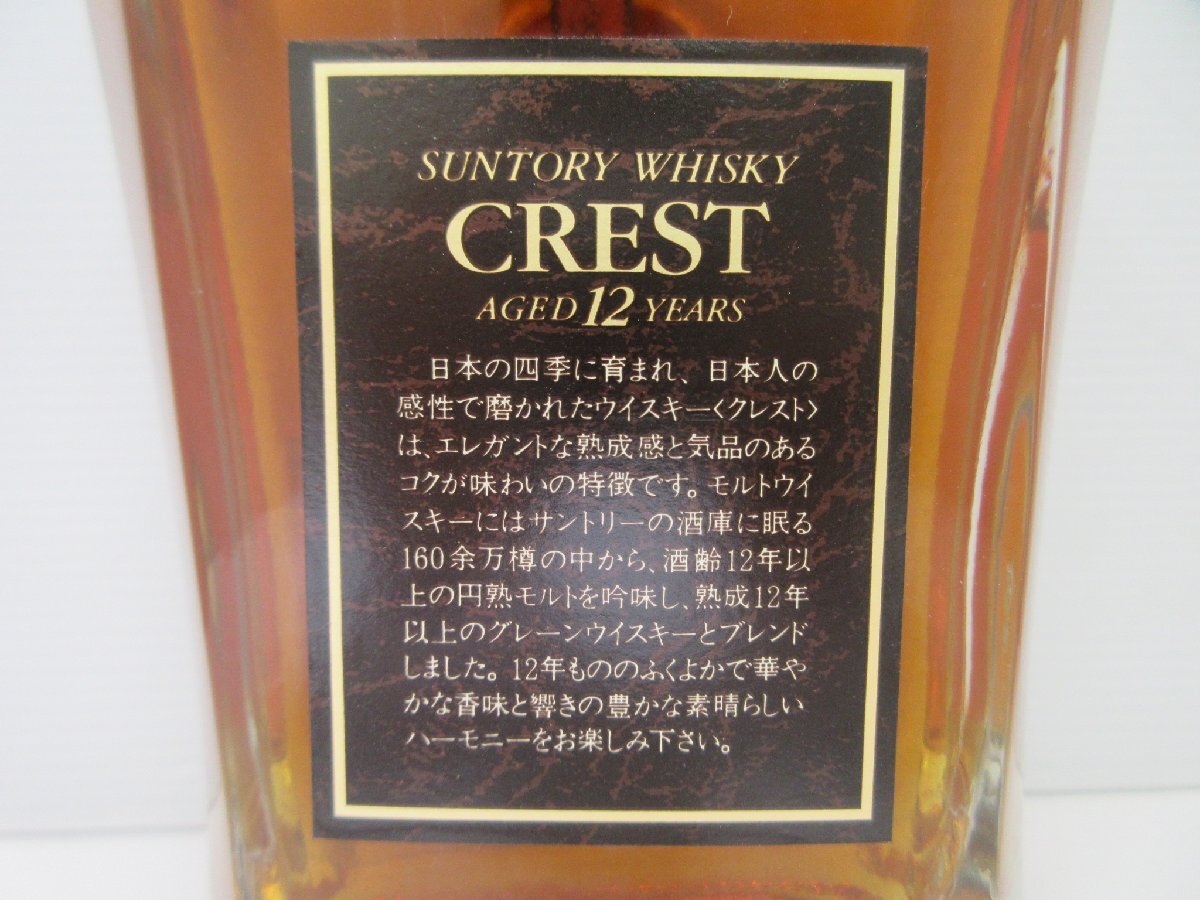 SUNTORY WHISKY
CREST
AGED 12 YEARS
日本の四季に育まれ、日本人の
感性で磨かれたウイスキー〈クレスト〉
は、エレガントな熟成感と気品のある
コクが味わいの特徴です。モルトウイ
スキーにはサントリーの酒庫に眠る
160余万樽の中から、酒齢12年以
上の円熟モルトを吟味し、熟成12年
以上のグレーンウイスキーとブレンド
しました。12年もののふくよかで華や
かな香味と響きの豊かな素晴らしい
ハーモニーをお楽しみ下さい。